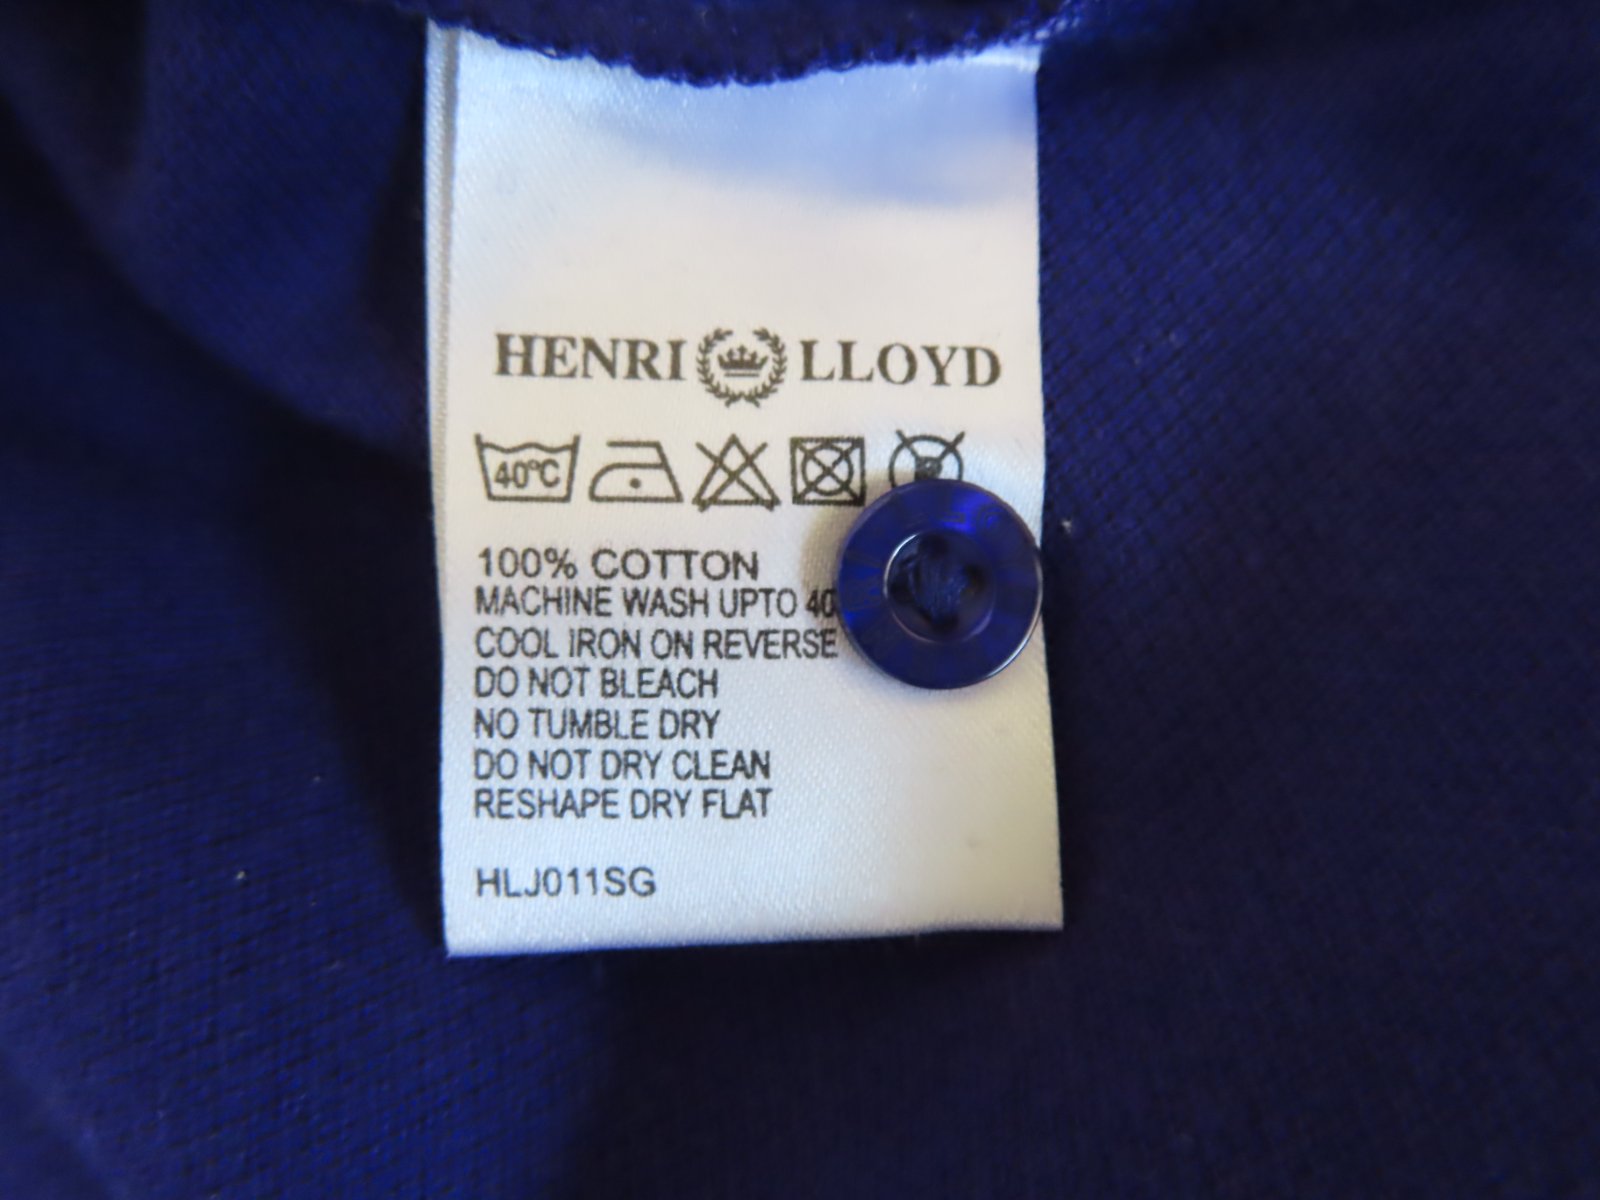 HENRI LLOYD
40°C
100% COTTON
MACHINE WASH UPTO 40
COOL IRON ON REVERSE
DO NOT BLEACH
NO TUMBLE DRY
DO NOT DRY CLEAN
RESHAPE DRY FLAT
HLJ011SG